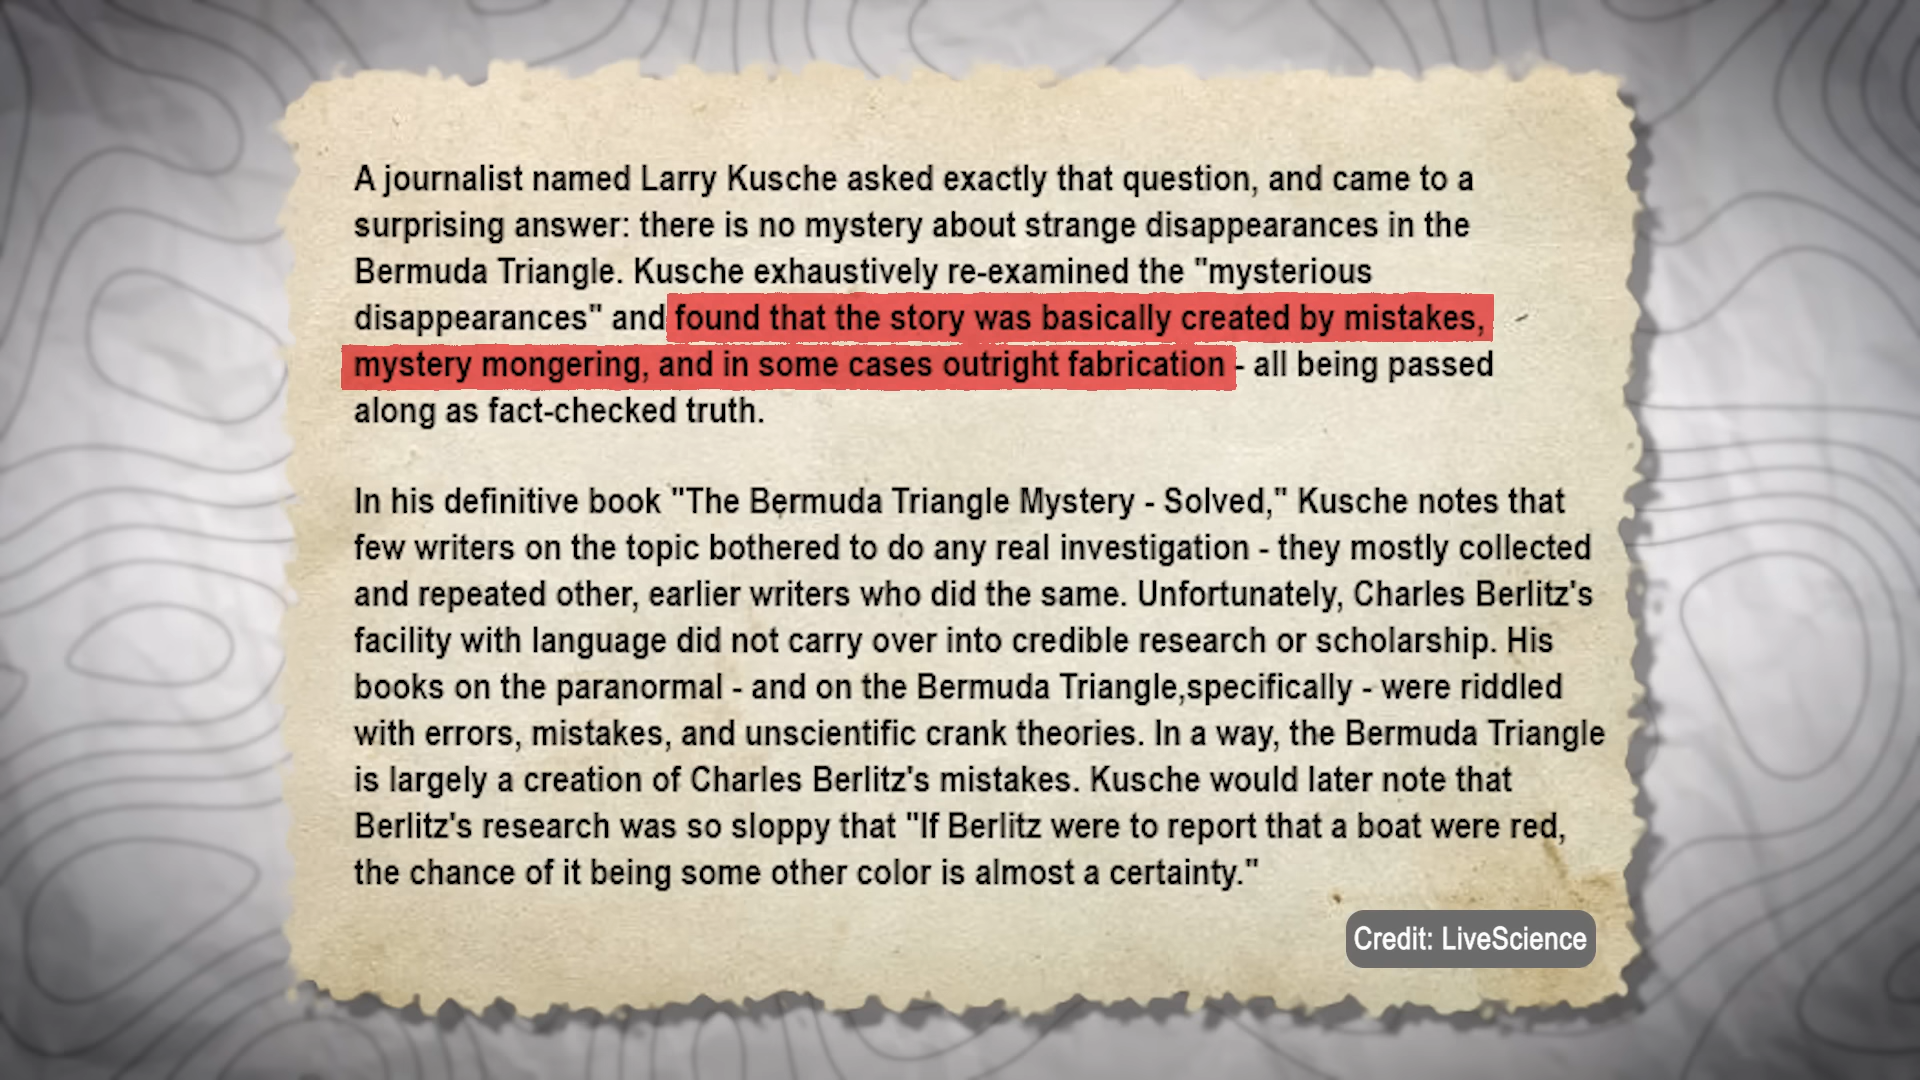 A journalist named Larry Kusche asked exactly that question, and came to a
surprising answer: there is no mystery about strange disappearances in the
Bermuda Triangle. Kusche exhaustively re-examined the "mysterious
disappearances" and found that the story was basically created by mistakes,
mystery mongering, and in some cases outright fabrication - all being passed
along as fact-checked truth.
In his definitive book "The Bermuda Triangle Mystery - Solved," Kusche notes that
few writers on the topic bothered to do any real investigation - they mostly collected
and repeated other, earlier writers who did the same. Unfortunately, Charles Berlitz's
facility with language did not carry over into credible research or scholarship. His
books on the paranormal - and on the Bermuda Triangle,specifically - were riddled
with errors, mistakes, and unscientific crank theories. In a way, the Bermuda Triangle
is largely a creation of Charles Berlitz's mistakes. Kusche would later note that
Berlitz's research was so sloppy that "If Berlitz were to report that a boat were red,
the chance of it being some other color is almost a certainty."
Credit: LiveScience